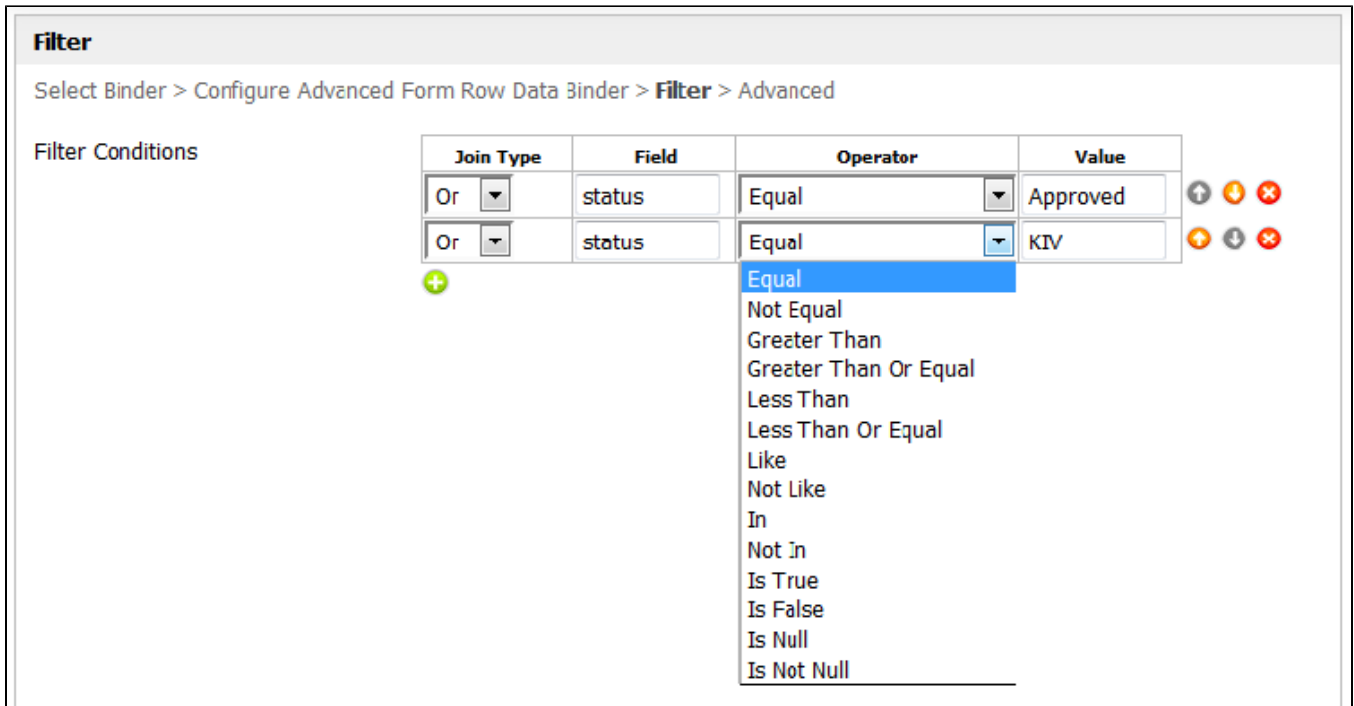 Filter
Select Binder > Configure Advanced Form Row Data Binder > Filter > Advanced
Filter Conditions
Join Type Field Operator Value
Or status Equal Approved
Or status Equal KIV
Equal
Not Equal
Greater Than
Greater Than Or Equal
Less Than
Less Than Or Equal
Like
Not Like
In
Not In
Is True
Is False
Is Null
Is Not Null